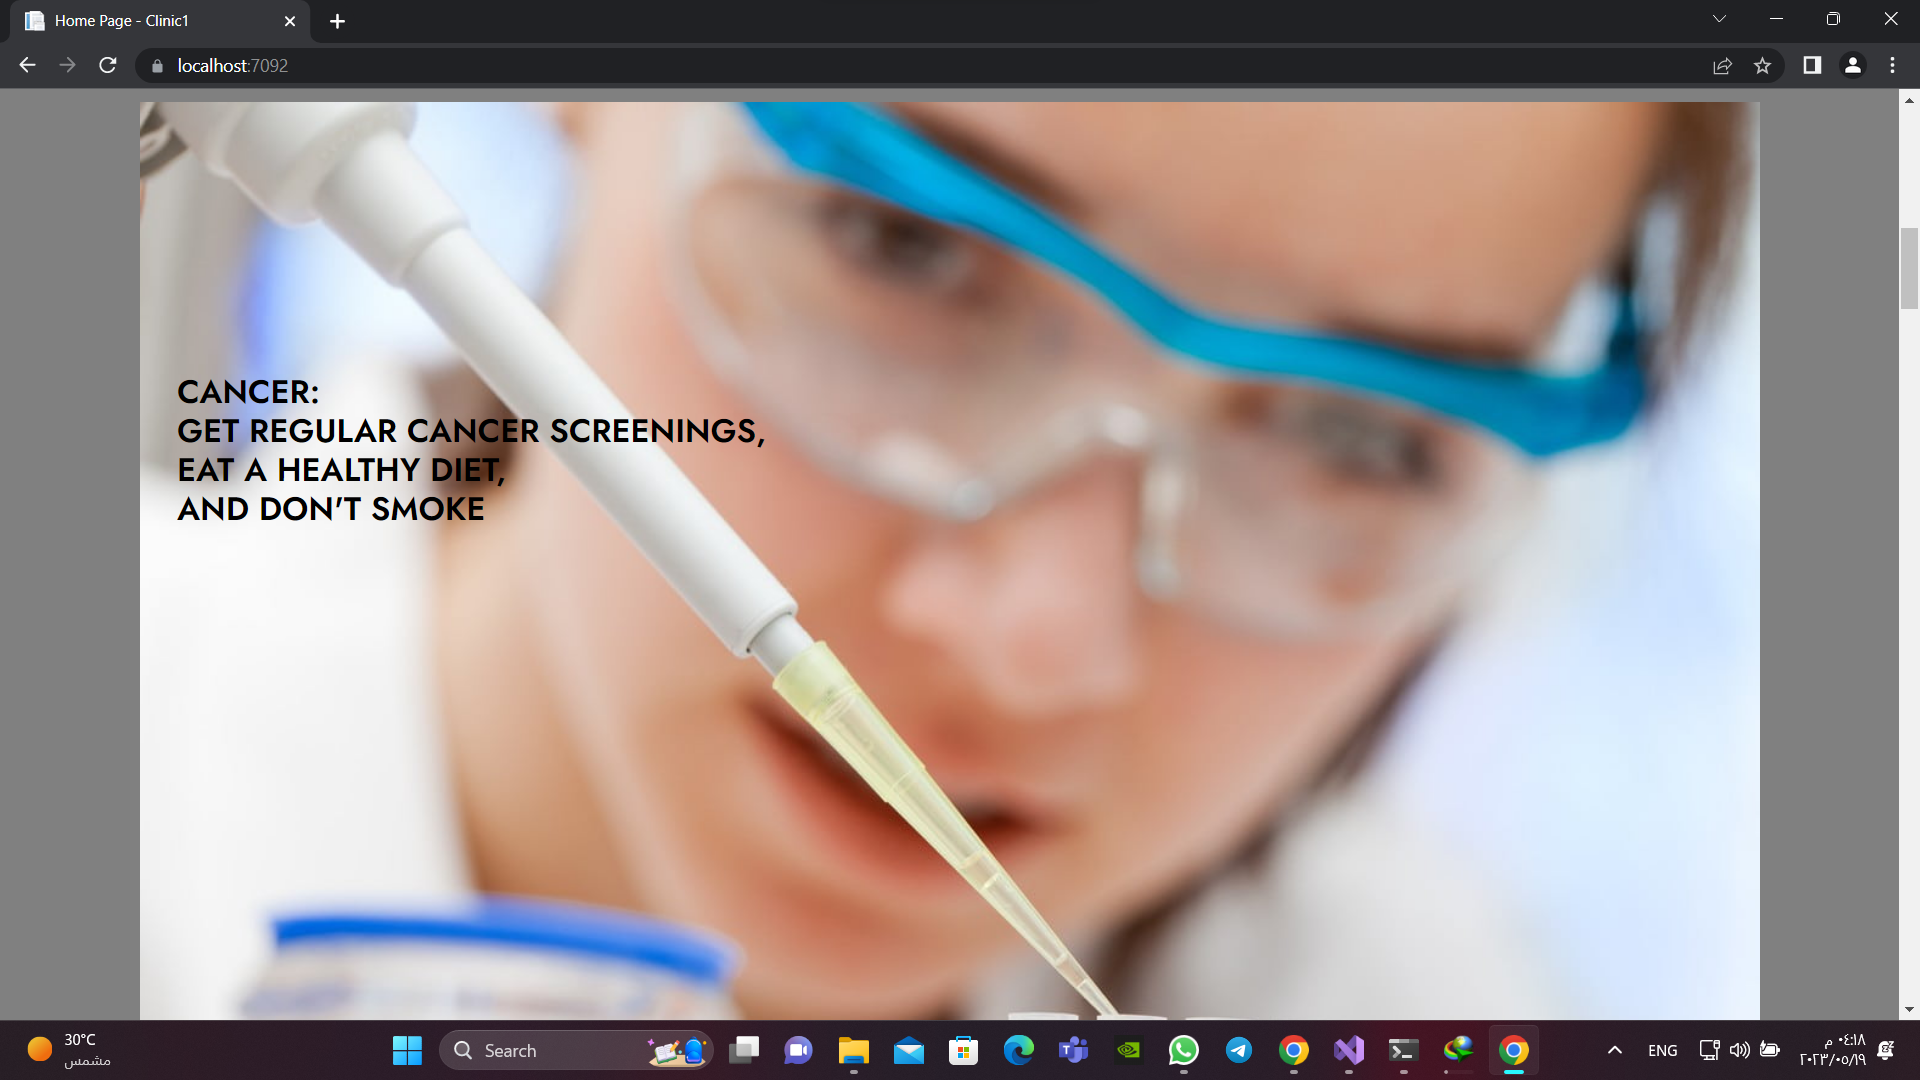 Home Page - Clinic1
localhost:7092
CANCER:
GET REGULAR CANCER SCREENINGS,
EAT A HEALTHY DIET,
AND DON'T SMOKE
30°C
مشمس
Search
ENG
٠٤:١٨ م
٢٠٢٣/٠٥/١٩